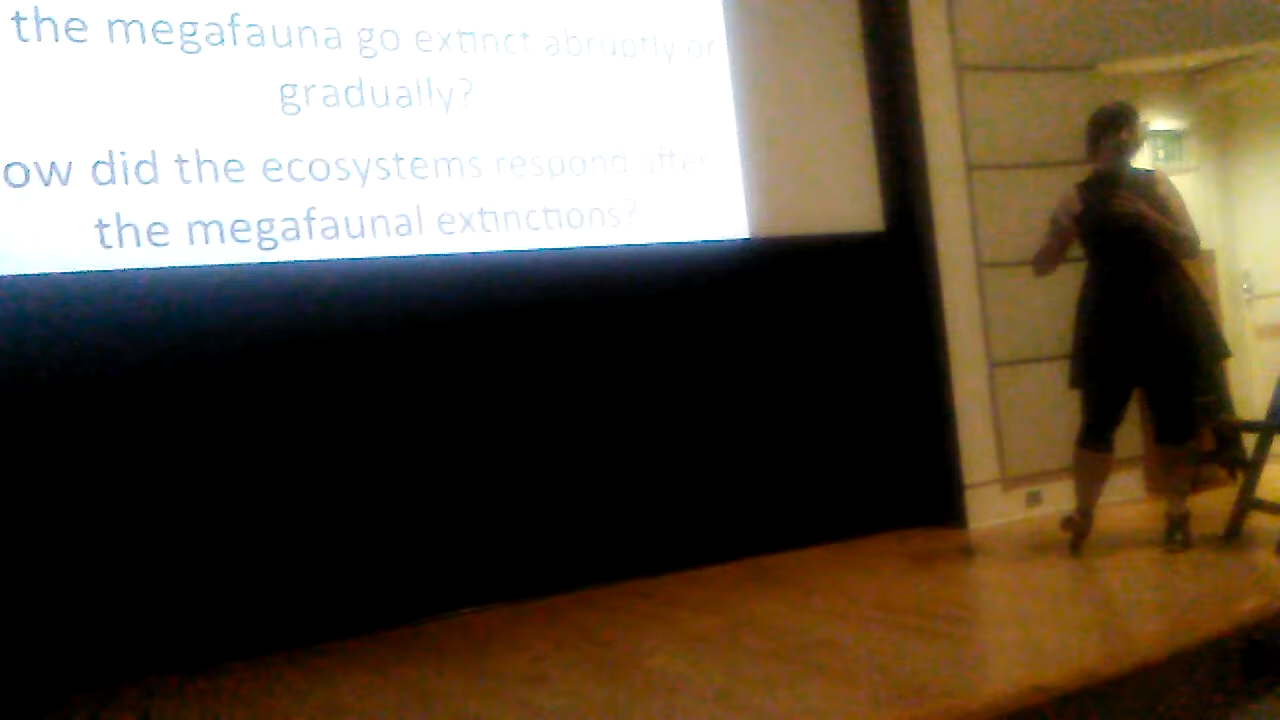 the megafauna go extinct abruptly or
gradually?
ow did the ecosystems respond after
the megafaunal extinctions?